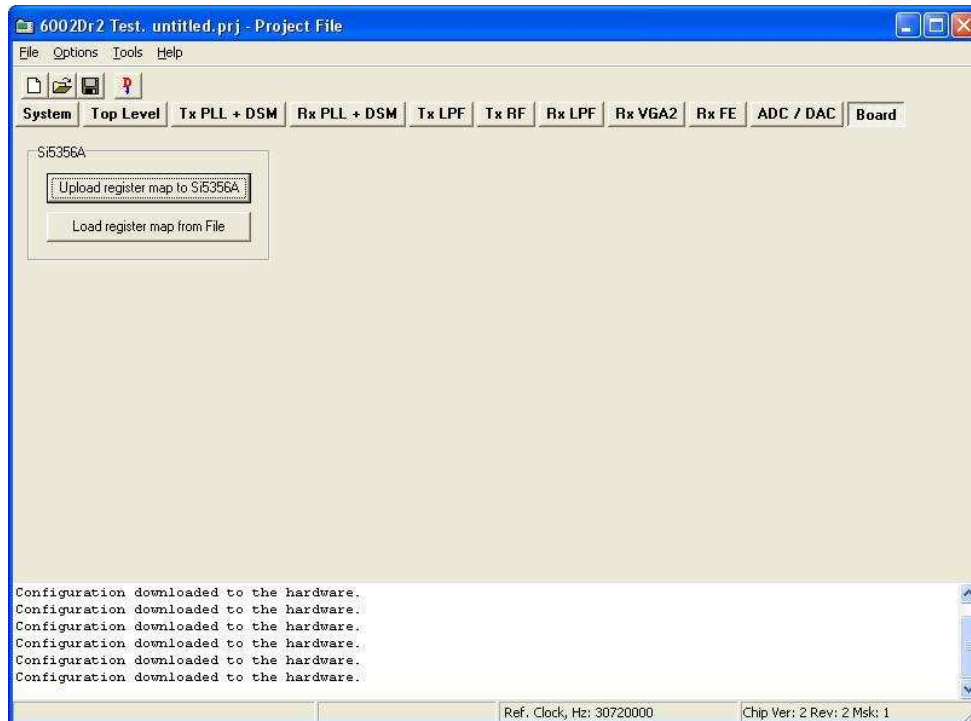 6002Dr2 Test. untitled.prj - Project File
File Options Tools Help
System Top Level Tx PLL + DSM Rx PLL + DSM Tx LPF Tx RF Rx LPF Rx VGA2 Rx FE ADC / DAC Board
Si5356A
Upload register map to Si5356A
Load register map from File
Configuration downloaded to the hardware.
Configuration downloaded to the hardware.
Configuration downloaded to the hardware.
Configuration downloaded to the hardware.
Configuration downloaded to the hardware.
Configuration downloaded to the hardware.
Ref. Clock, Hz: 30720000 Chip Ver: 2 Rev: 2 Msk: 1